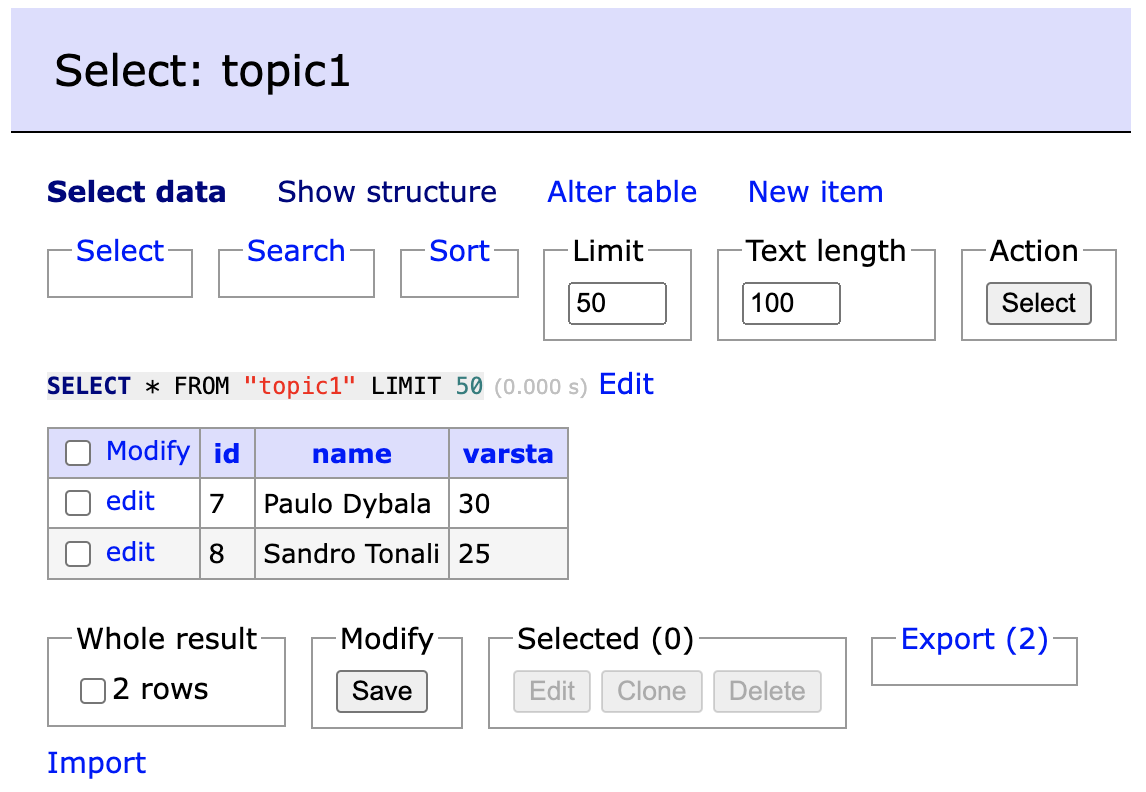 Select: topic1
Select data Show structure Alter table New item
Select Search Sort Limit Text length Action
50 100 Select
SELECT * FROM "topic1" LIMIT 50 (0.000 s) Edit
Modify id name varsta
edit 7 Paulo Dybala 30
edit 8 Sandro Tonali 25
Whole result Modify Selected (0) Export (2)
2 rows Save Edit Clone Delete
Import